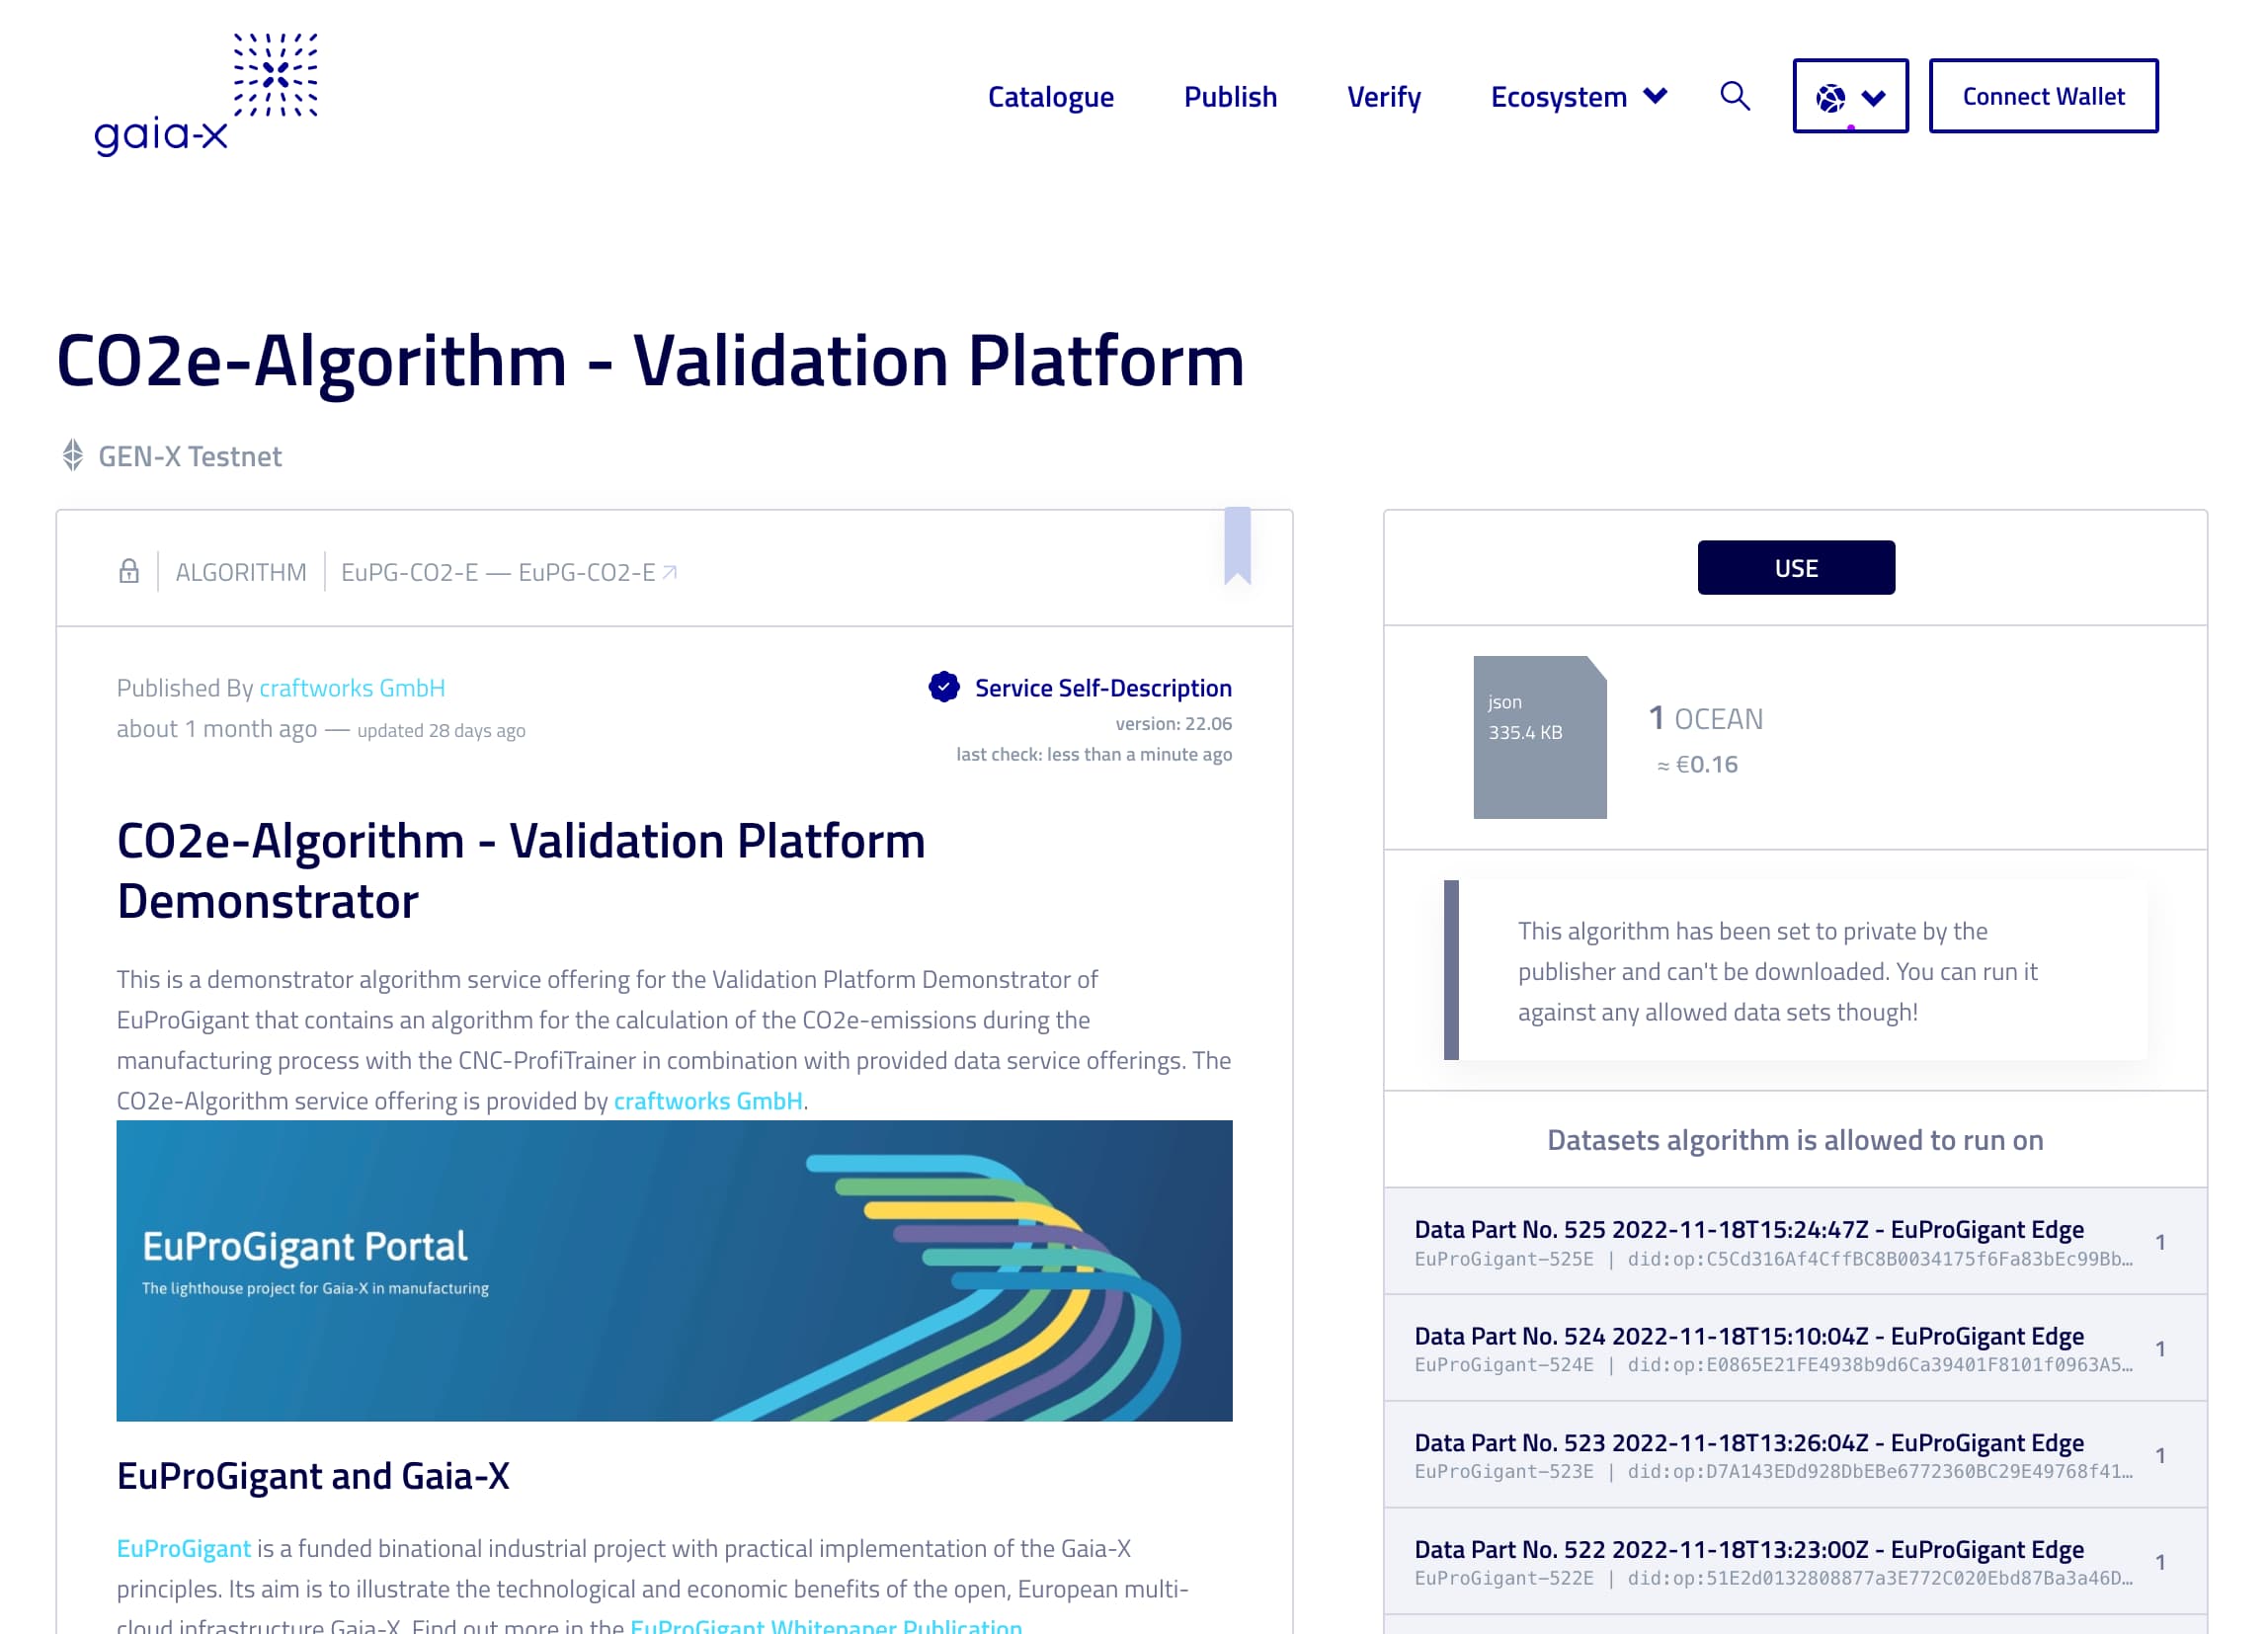 gaia-x
Catalogue
Publish
Verify
Ecosystem
Connect Wallet
CO2e-Algorithm - Validation Platform
GEN-X Testnet
ALGORITHM
EuPG-CO2-E — EuPG-CO2-E
Published By craftworks GmbH
about 1 month ago — updated 28 days ago
Service Self-Description
version: 22.06
last check: less than a minute ago
CO2e-Algorithm - Validation Platform
Demonstrator
This is a demonstrator algorithm service offering for the Validation Platform Demonstrator of
EuProGigant that contains an algorithm for the calculation of the CO2e-emissions during the
manufacturing process with the CNC-ProfiTrainer in combination with provided data service offerings. The
CO2e-Algorithm service offering is provided by craftworks GmbH.
EuProGigant Portal
The lighthouse project for Gaia-X in manufacturing
EuProGigant and Gaia-X
EuProGigant is a funded binational industrial project with practical implementation of the Gaia-X
principles. Its aim is to illustrate the technological and economic benefits of the open, European multi-
cloud infrastructure Gaia-X. Find out more in the EuProGigant Whitepaper Publication
USE
json
335.4 KB
1 OCEAN
≈ €0.16
This algorithm has been set to private by the
publisher and can't be downloaded. You can run it
against any allowed data sets though!
Datasets algorithm is allowed to run on
Data Part No. 525 2022-11-18T15:24:47Z - EuProGigant Edge
EuProGigant-525E | did:op:C5Cd316Af4CffBC8B0034175f6Fa83bEc99Bb…
1
Data Part No. 524 2022-11-18T15:10:04Z - EuProGigant Edge
EuProGigant-524E | did:op:E0865E21FE4938b9d6Ca39401F8101f0963A5…
1
Data Part No. 523 2022-11-18T13:26:04Z - EuProGigant Edge
EuProGigant-523E | did:op:D7A143EDd928DbEBe6772360BC29E49768f41…
1
Data Part No. 522 2022-11-18T13:23:00Z - EuProGigant Edge
EuProGigant-522E | did:op:51E2d0132808877a3E772C020Ebd87Ba3a46D…
1